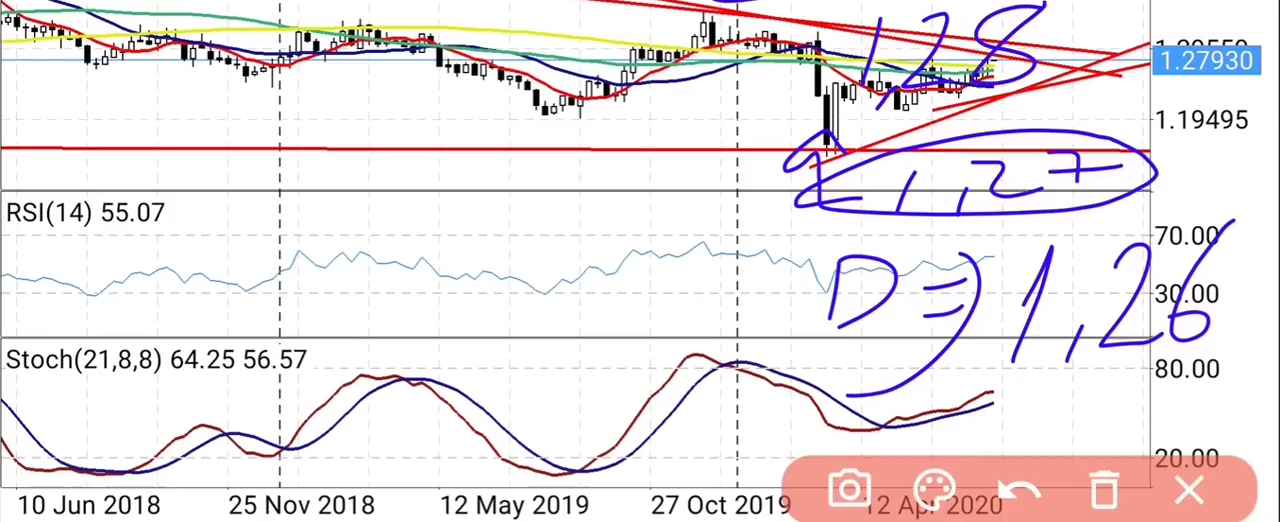 1,28
1.27930
1.19495
1,27
RSI(14) 55.07
70.00
D => 1,26
30.00
Stoch(21,8,8) 64.25 56.57
80.00
20.00
10 Jun 2018 25 Nov 2018 12 May 2019 27 Oct 2019 12 Apr 2020